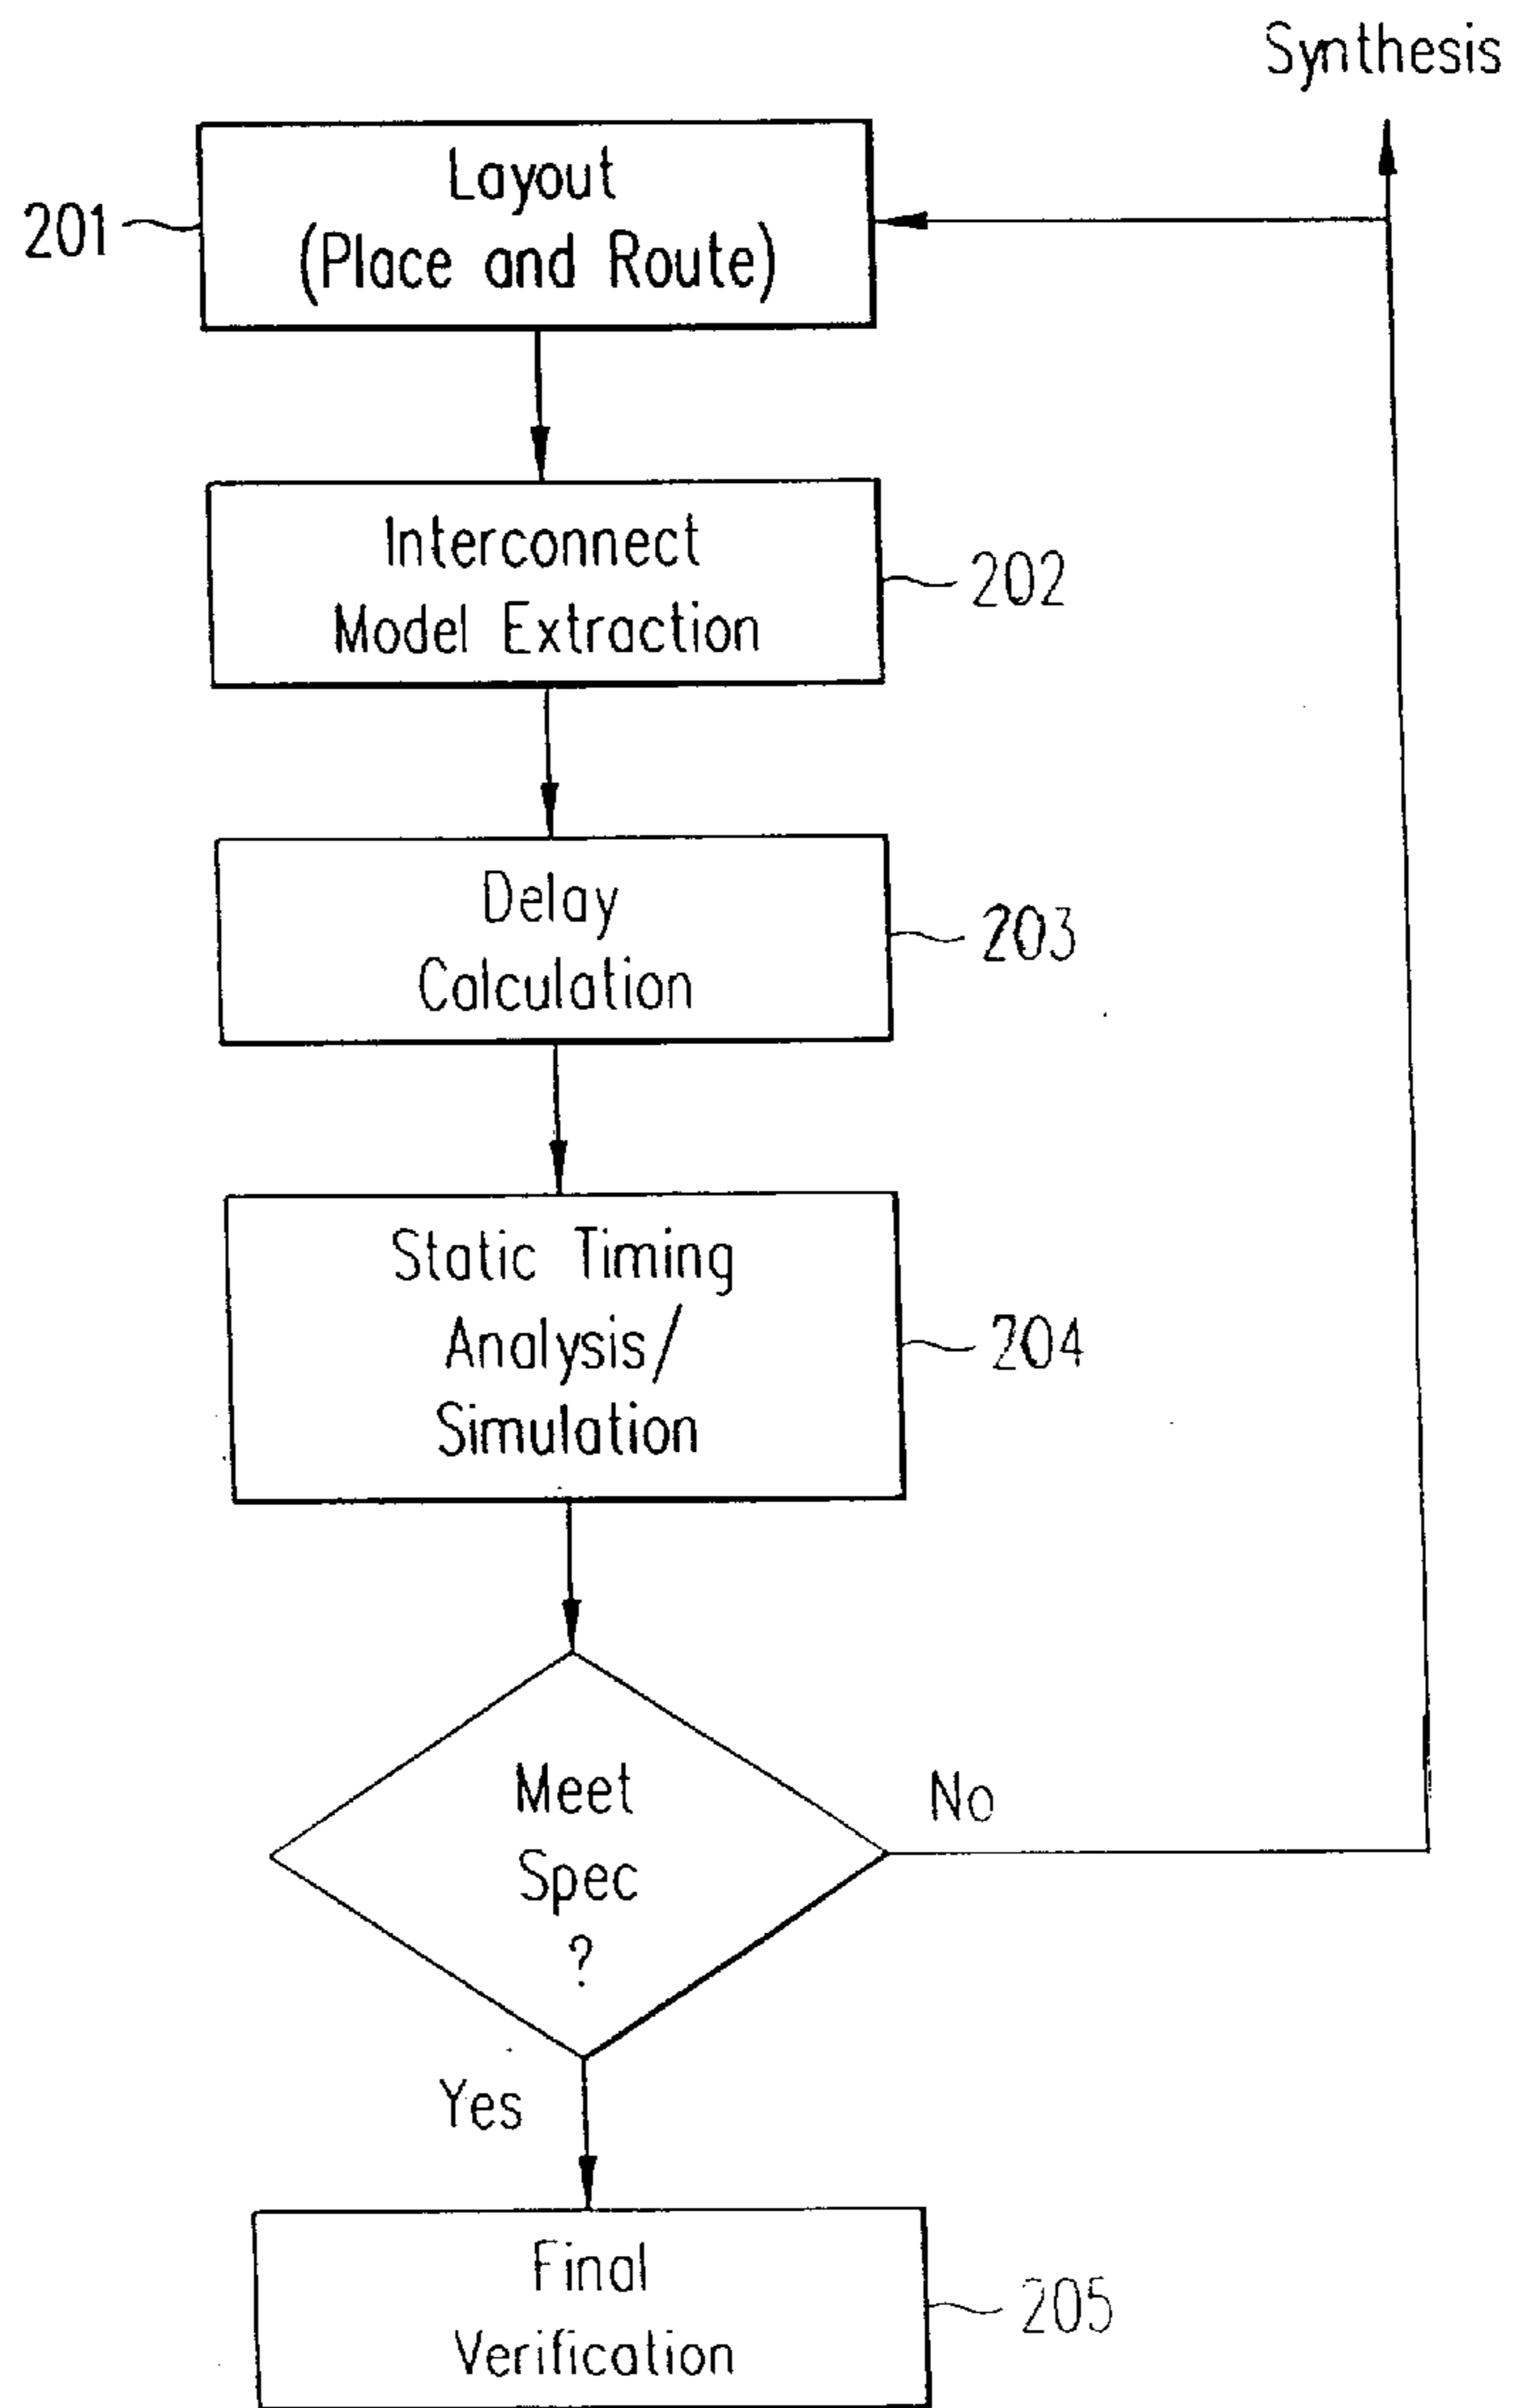 Synthesis
Layout
(Place and Route)
201
Interconnect
Model Extraction
202
Delay
Calculation
203
Static Timing
Analysis/
Simulation
204
Meet
Spec
?
No
Yes
Final
Verification
205